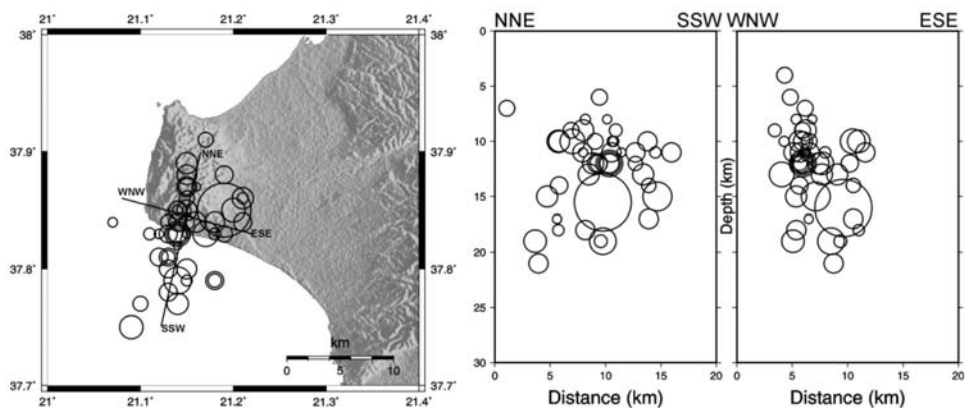 21˚ 21.1˚ 21.2˚ 21.3˚ 21.4˚
38˚ 38˚
37.9˚ 37.9˚
37.8˚ 37.8˚
37.7˚ 37.7˚
21˚ 21.1˚ 21.2˚ 21.3˚ 21.4˚
NNE
WNW
ESE
SSW
km
0 5 10
NNE SSW
0
5
10
15
20
25
30
0 5 10 15 20
Distance (km)
Depth (km)
WNW ESE
0 5 10 15 20
Distance (km)